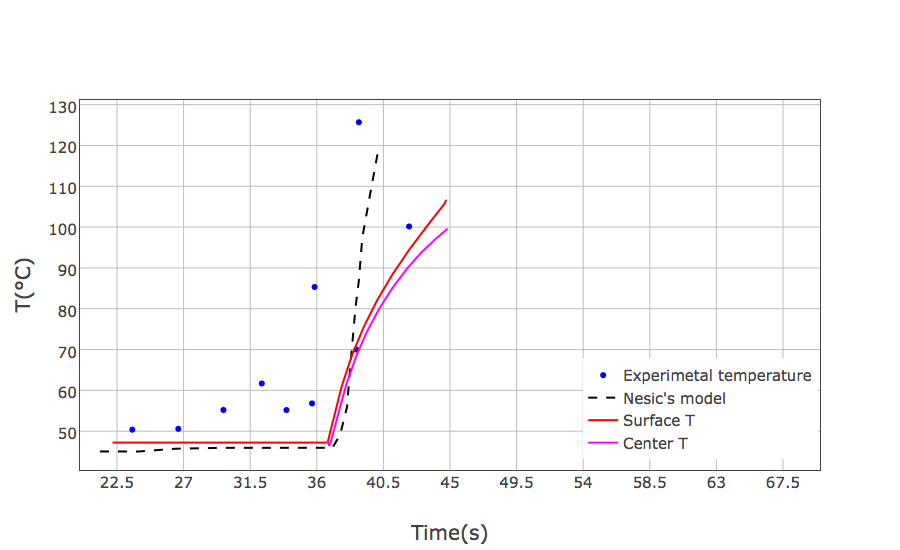 130
120
110
100
90
80
70
60
50
T(°C)
22.5 27 31.5 36 40.5 45 49.5 54 58.5 63 67.5
Time(s)
Experimetal temperature
Nesic's model
Surface T
Center T